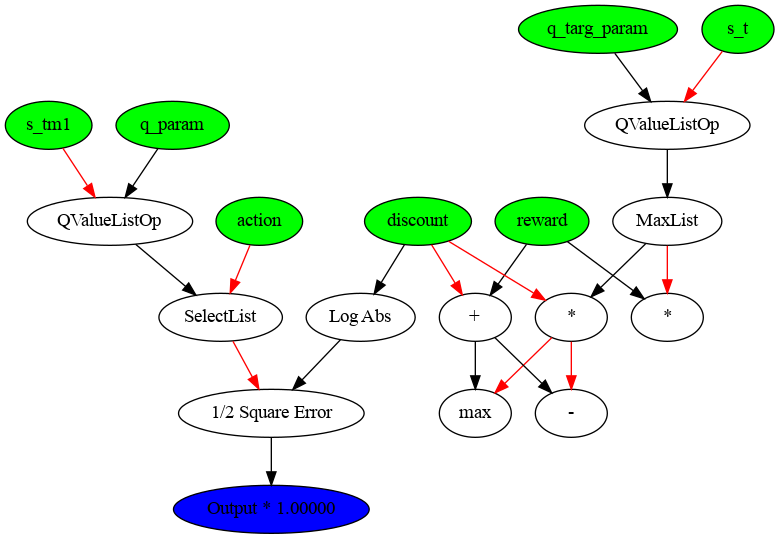 q_targ_param
s_t
s_tm1
q_param
QValueListOp
QValueListOp
action
discount
reward
MaxList
SelectList
Log Abs
+
*
*
1/2 Square Error
max
-
Output * 1.00000